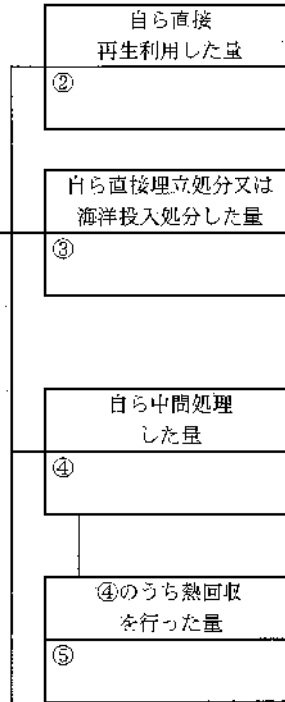 自ら直接
再生利用した量
②
自ら直接埋立処分又は
海洋投入処分した量
③
自ら中間処理
した量
④
④のうち熱回収
を行った量
⑤